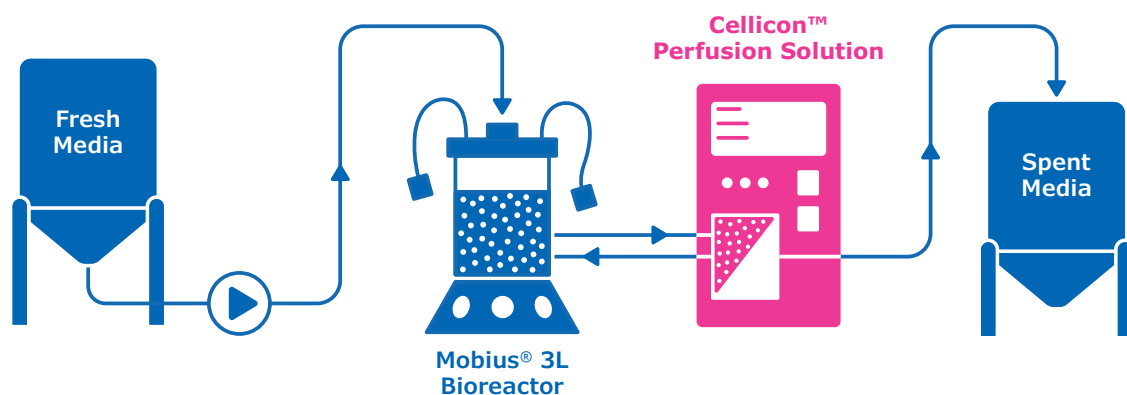 Cellicon™
Perfusion Solution
Fresh
Media
Spent
Media
Mobius® 3L
Bioreactor